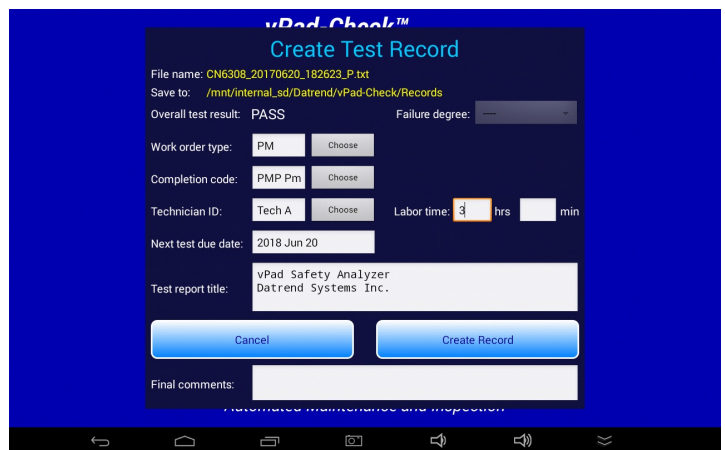 vPad-Check™
Create Test Record
File name: CN6308_20170620_182623_P.txt
Save to: /mnt/internal_sd/Datrend/vPad-Check/Records
Overall test result: PASS Failure degree: ----
Work order type: PM Choose
Completion code: PMP Pm Choose
Technician ID: Tech A Choose Labor time: 3 hrs min
Next test due date: 2018 Jun 20
Test report title: vPad Safety Analyzer
Datrend Systems Inc.
Cancel Create Record
Final comments:
Automated Maintenance and Inspection